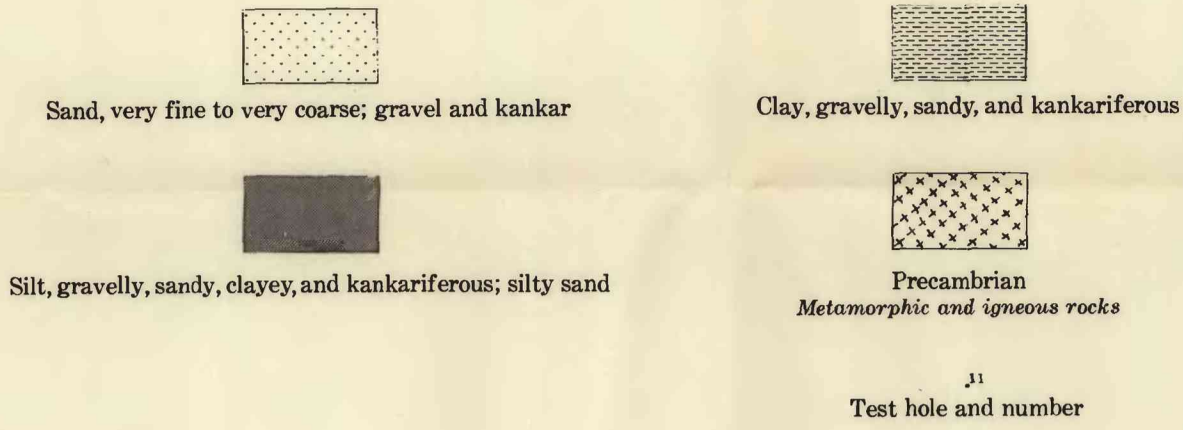 Sand, very fine to very coarse; gravel and kankar
Clay, gravelly, sandy, and kankariferous
Silt, gravelly, sandy, clayey, and kankariferous; silty sand
Precambrian
Metamorphic and igneous rocks
.11
Test hole and number